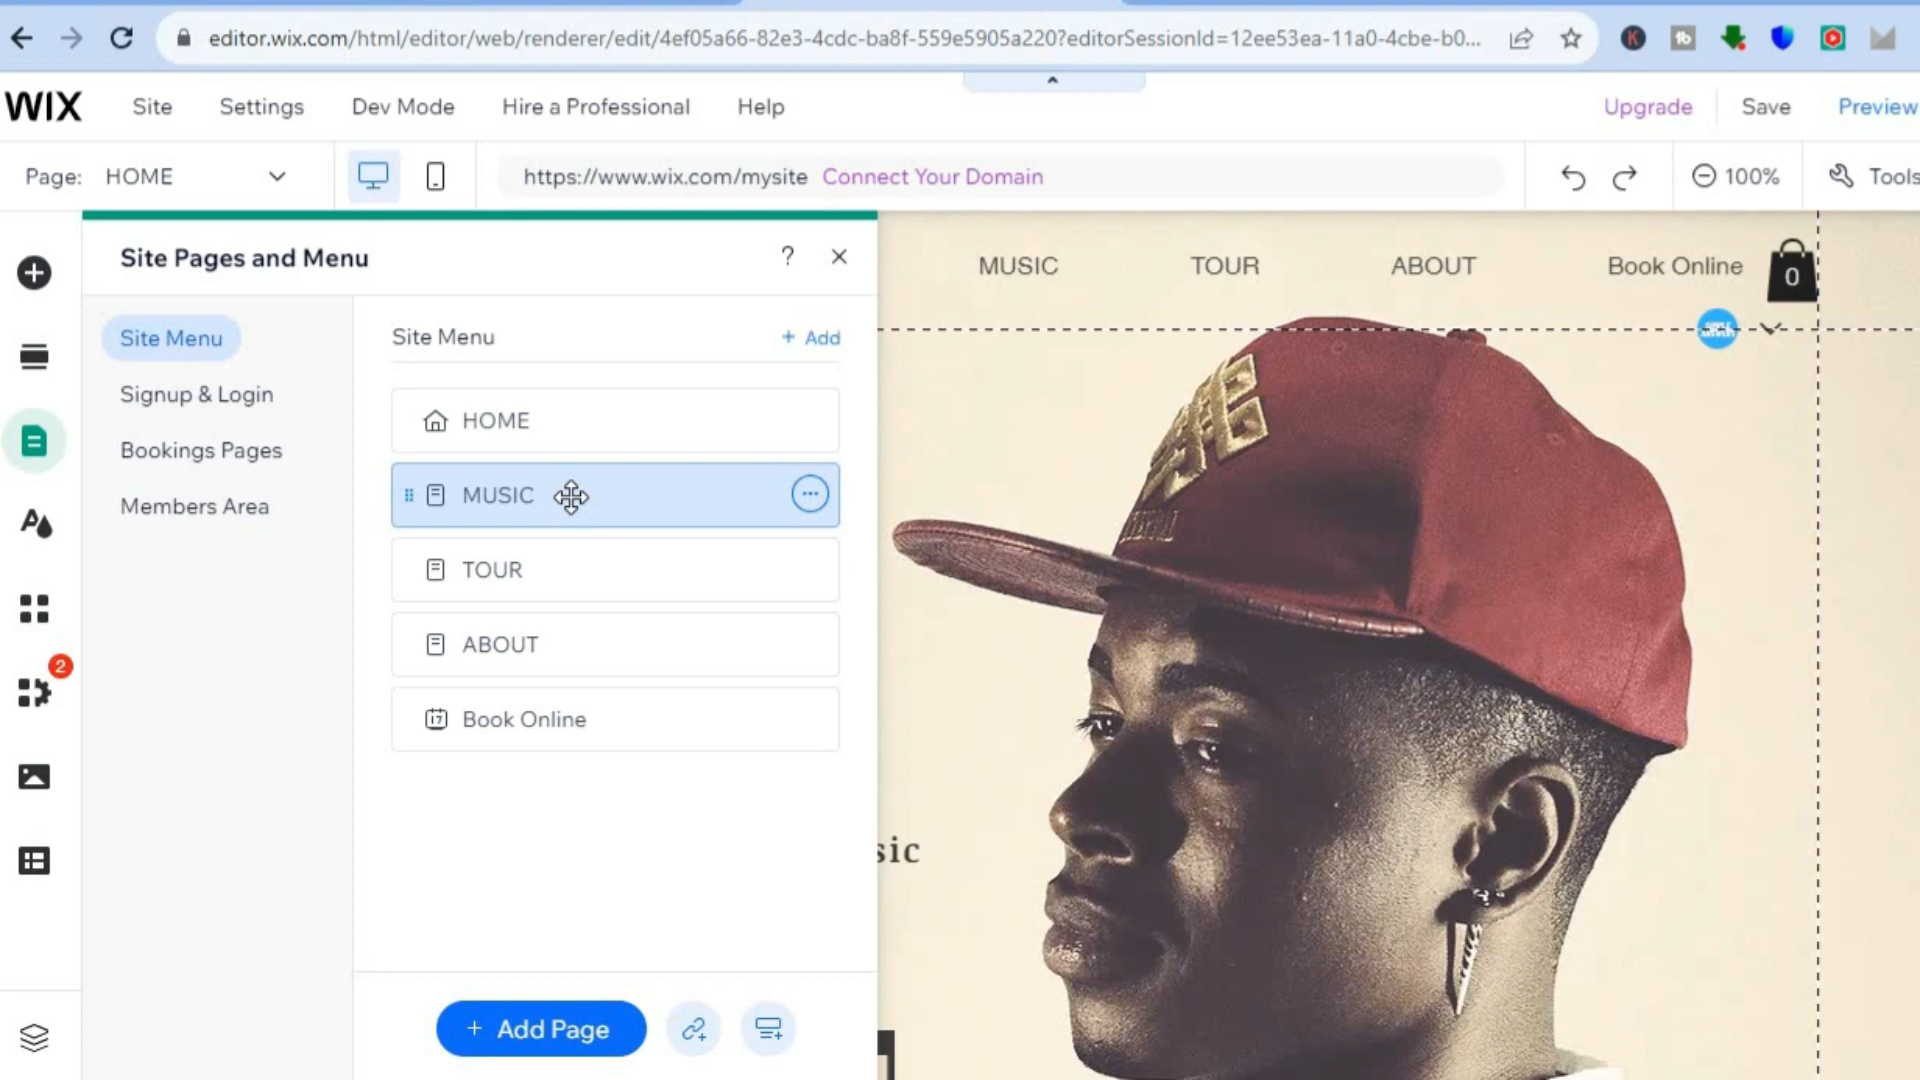 editor.wix.com/html/editor/web/renderer/edit/4ef05a66-82e3-4cdc-ba8f-559e5905a220?editorSessionId=12ee53ea-11a0-4cbe-b0...
K
tb
WIX
Site
Settings
Dev Mode
Hire a Professional
Help
Upgrade
Save
Preview
Page: HOME
https://www.wix.com/mysite Connect Your Domain
100%
Tools
Site Pages and Menu
?
MUSIC
TOUR
ABOUT
Book Online
0
Site Menu
Signup & Login
Bookings Pages
Members Area
Site Menu
+ Add
HOME
MUSIC
TOUR
ABOUT
17
Book Online
2
sic
+ Add Page